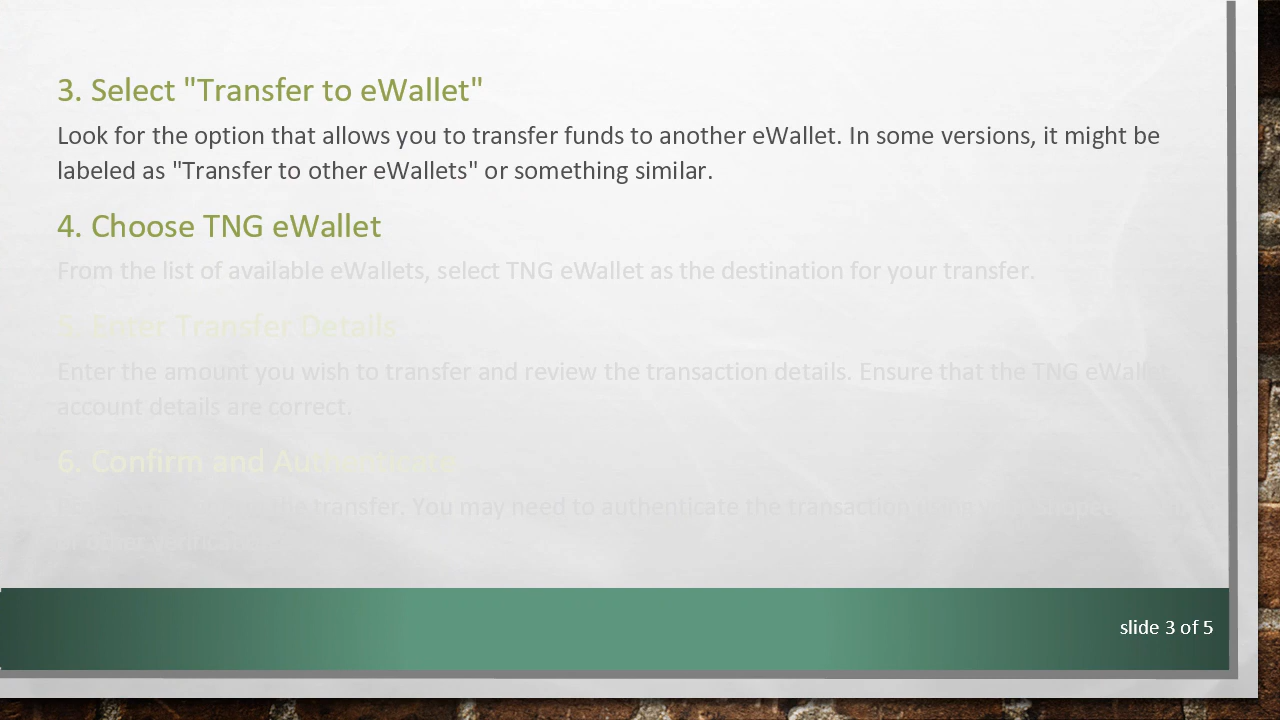 3. Select "Transfer to eWallet"
Look for the option that allows you to transfer funds to another eWallet. In some versions, it might be
labeled as "Transfer to other eWallets" or something similar.
4. Choose TNG eWallet
From the list of available eWallets, select TNG eWallet as the destination for your transfer.
Enter Transfer Details
Enter the amount you wish to transfer and review the transaction details. Ensure that the TNG eWallet
account details are correct.
6. Confirm and Authenticate
the transfer. You may need to authenticate the transaction
slide 3 of 5